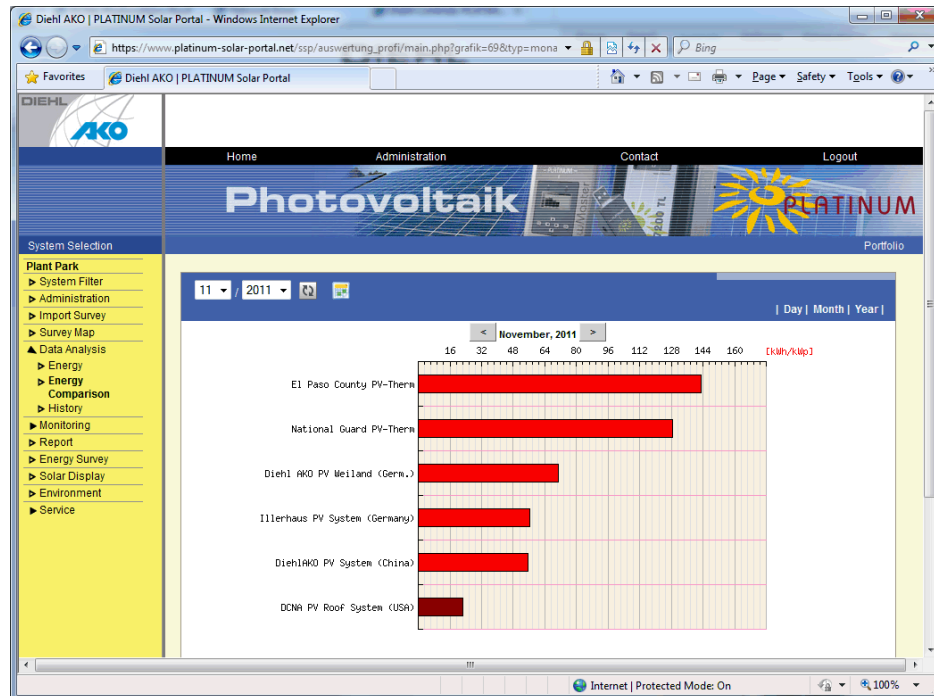 Diehl AKO | PLATINUM Solar Portal - Windows Internet Explorer
https://www.platinum-solar-portal.net/ssp/auswertung_profi/main.php?grafik=69&typ=mona
Bing
Favorites
Diehl AKO | PLATINUM Solar Portal
Page
Safety
Tools
DIEHL
AKO
Home
Administration
Contact
Logout
Photovoltaik
7200 TL
PLATINUM
System Selection
Portfolio
Plant Park
System Filter
Administration
Import Survey
Survey Map
Data Analysis
Energy
Energy
Comparison
History
Monitoring
Report
Energy Survey
Solar Display
Environment
Service
11 / 2011
| Day | Month | Year |
< November, 2011 >
16 32 48 64 80 96 112 128 144 160 [kWh/kWp]
El Paso County PV-Therm
National Guard PV-Therm
Diehl AKO PV Weiland (Germ.)
Illerhaus PV System (Germany)
DiehlAKO PV System (China)
DCNA PV Roof System (USA)
Internet | Protected Mode: On
100%